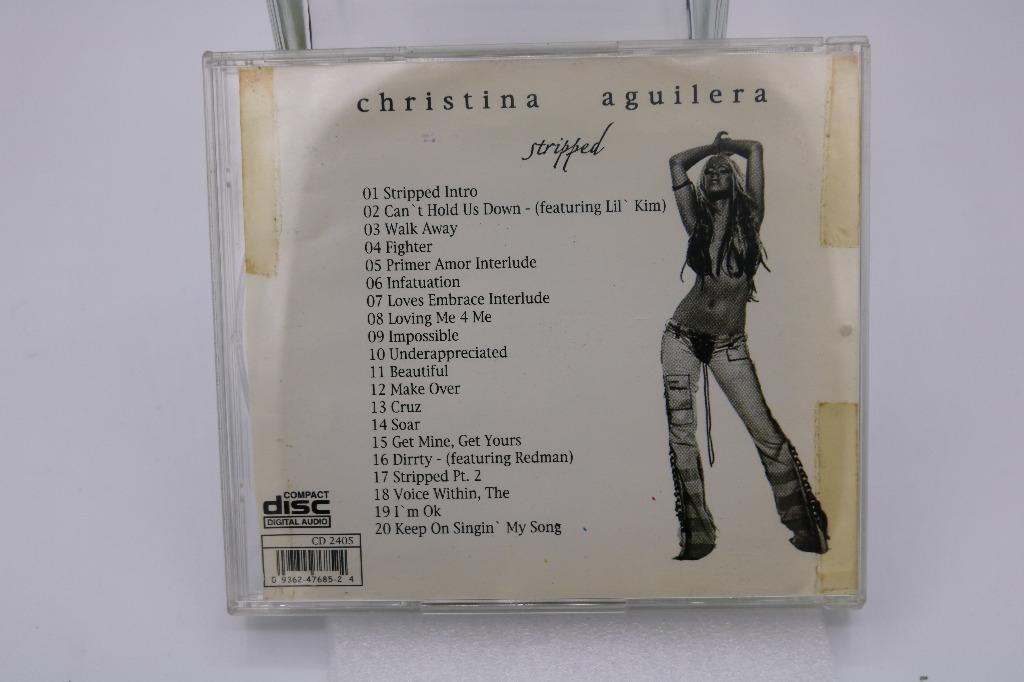 christina aguilera
stripped
01 Stripped Intro
02 Can`t Hold Us Down - (featuring Lil` Kim)
03 Walk Away
04 Fighter
05 Primer Amor Interlude
06 Infatuation
07 Loves Embrace Interlude
08 Loving Me 4 Me
09 Impossible
10 Underappreciated
11 Beautiful
12 Make Over
13 Cruz
14 Soar
15 Get Mine, Get Yours
16 Dirrty - (featuring Redman)
17 Stripped Pt. 2
18 Voice Within, The
19 I`m Ok
20 Keep On Singin` My Song
COMPACT
disc
DIGITAL AUDIO
CD 2405
0 9362-47685-2 4